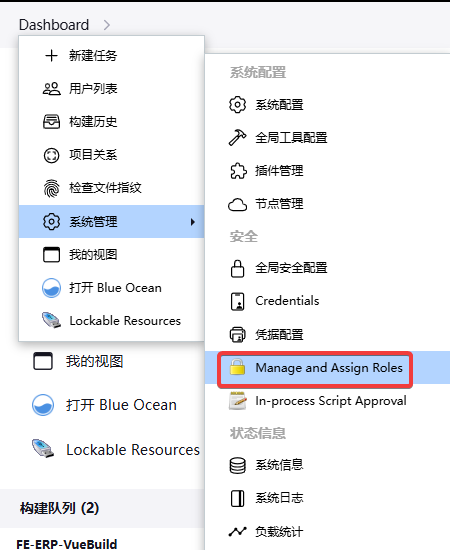 Dashboard
新建任务
用户列表
构建历史
项目关系
检查文件指纹
系统管理
我的视图
打开 Blue Ocean
Lockable Resources
系统配置
系统配置
全局工具配置
插件管理
节点管理
安全
全局安全配置
Credentials
凭据配置
Manage and Assign Roles
In-process Script Approval
状态信息
系统信息
系统日志
负载统计
我的视图
打开 Blue Ocean
Lockable Resources
构建队列 (2)
FE-ERP-VueBuild